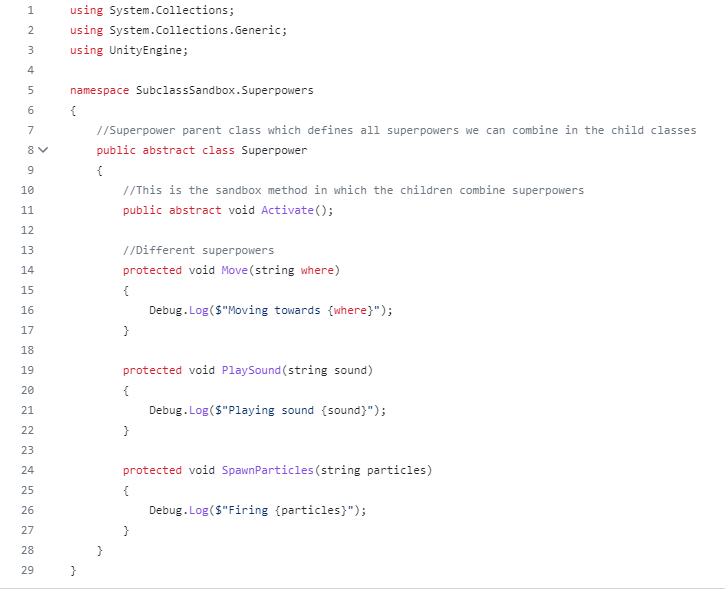 1 using System.Collections;
2 using System.Collections.Generic;
3 using UnityEngine;
4
5 namespace SubclassSandbox.Superpowers
6 {
7 //Superpower parent class which defines all superpowers we can combine in the child classes
8 public abstract class Superpower
9 {
10 //This is the sandbox method in which the children combine superpowers
11 public abstract void Activate();
12
13 //Different superpowers
14 protected void Move(string where)
15 {
16 Debug.Log($"Moving towards {where}");
17 }
18
19 protected void PlaySound(string sound)
20 {
21 Debug.Log($"Playing sound {sound}");
22 }
23
24 protected void SpawnParticles(string particles)
25 {
26 Debug.Log($"Firing {particles}");
27 }
28 }
29 }